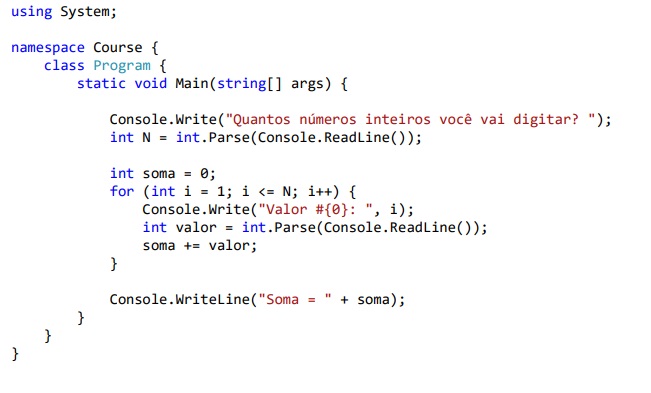 using System;
namespace Course {
class Program {
static void Main(string[] args) {
Console.Write("Quantos números inteiros você vai digitar? ");
int N = int.Parse(Console.ReadLine());
int soma = 0;
for (int i = 1; i <= N; i++) {
Console.Write("Valor #{0}: ", i);
int valor = int.Parse(Console.ReadLine());
soma += valor;
}
Console.WriteLine("Soma = " + soma);
}
}
}